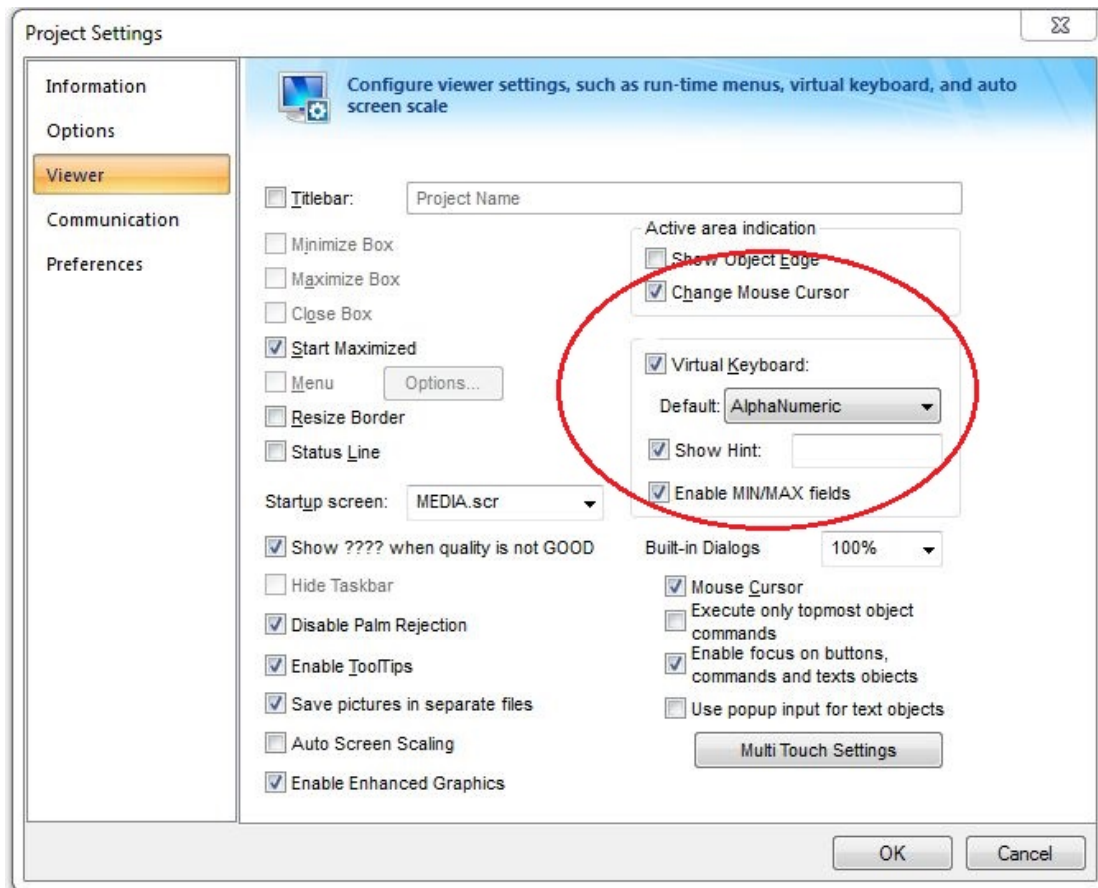 Project Settings
Information
Options
Viewer
Communication
Preferences
Configure viewer settings, such as run-time menus, virtual keyboard, and auto
screen scale
Titlebar:
Project Name
Minimize Box
Maximize Box
Close Box
Start Maximized
Menu
Options...
Resize Border
Status Line
Startup screen:
MEDIA.scr
Show ???? when quality is not GOOD
Hide Taskbar
Disable Palm Rejection
Enable ToolTips
Save pictures in separate files
Auto Screen Scaling
Enable Enhanced Graphics
Active area indication
Show Object Edge
Change Mouse Cursor
Virtual Keyboard:
Default:
AlphaNumeric
Show Hint:
Enable MIN/MAX fields
Built-in Dialogs
100%
Mouse Cursor
Execute only topmost object
commands
Enable focus on buttons,
commands and texts objects
Use popup input for text objects
Multi Touch Settings
OK
Cancel